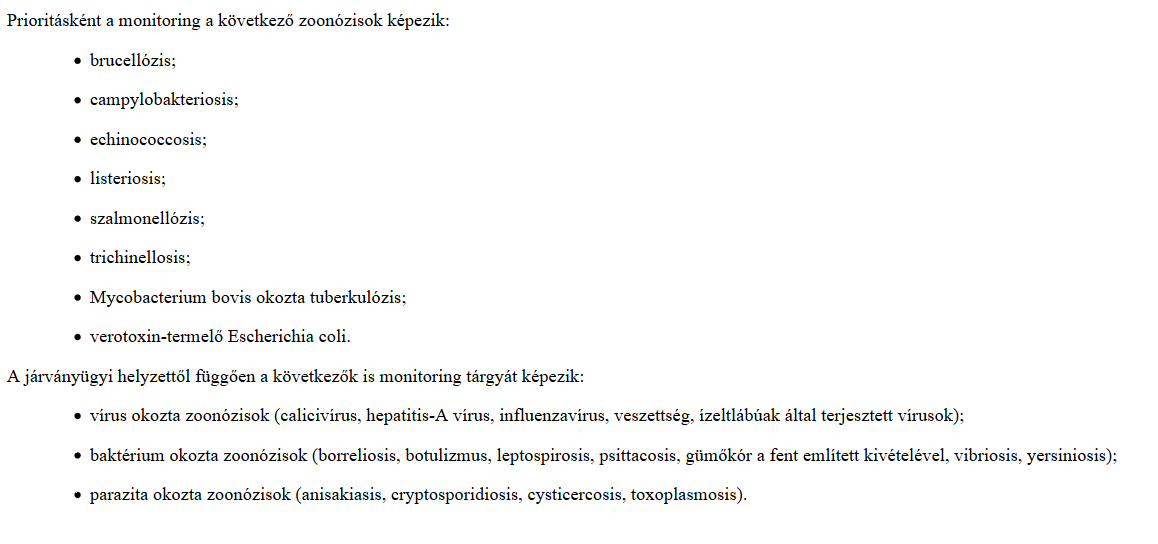 Prioritásként a monitoring a következő zoonózisok képezik:
• brucellózis;
• campylobakteriosis;
• echinococcosis;
• listeriosis;
• szalmonellózis;
• trichinellosis;
• Mycobacterium bovis okozta tuberkulózis;
• verotoxin-termelő Escherichia coli.
A járványügyi helyzettől függően a következők is monitoring tárgyát képezik:
• vírus okozta zoonózisok (calicivírus, hepatitis-A vírus, influenzavírus, veszettség, ízeltlábúak által terjesztett vírusok);
• baktérium okozta zoonózisok (borreliosis, botulizmus, leptospirosis, psittacosis, gümőkór a fent említett kivételével, vibriosis, yersiniosis);
• parazita okozta zoonózisok (anisakiasis, cryptosporidiosis, cysticercosis, toxoplasmosis).